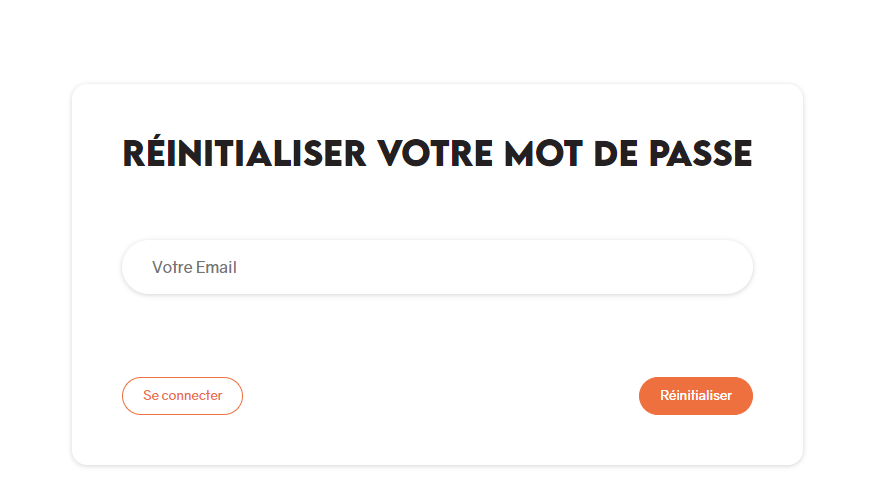 RÉINITIALISER VOTRE MOT DE PASSE
Votre Email
Se connecter
Réinitialiser